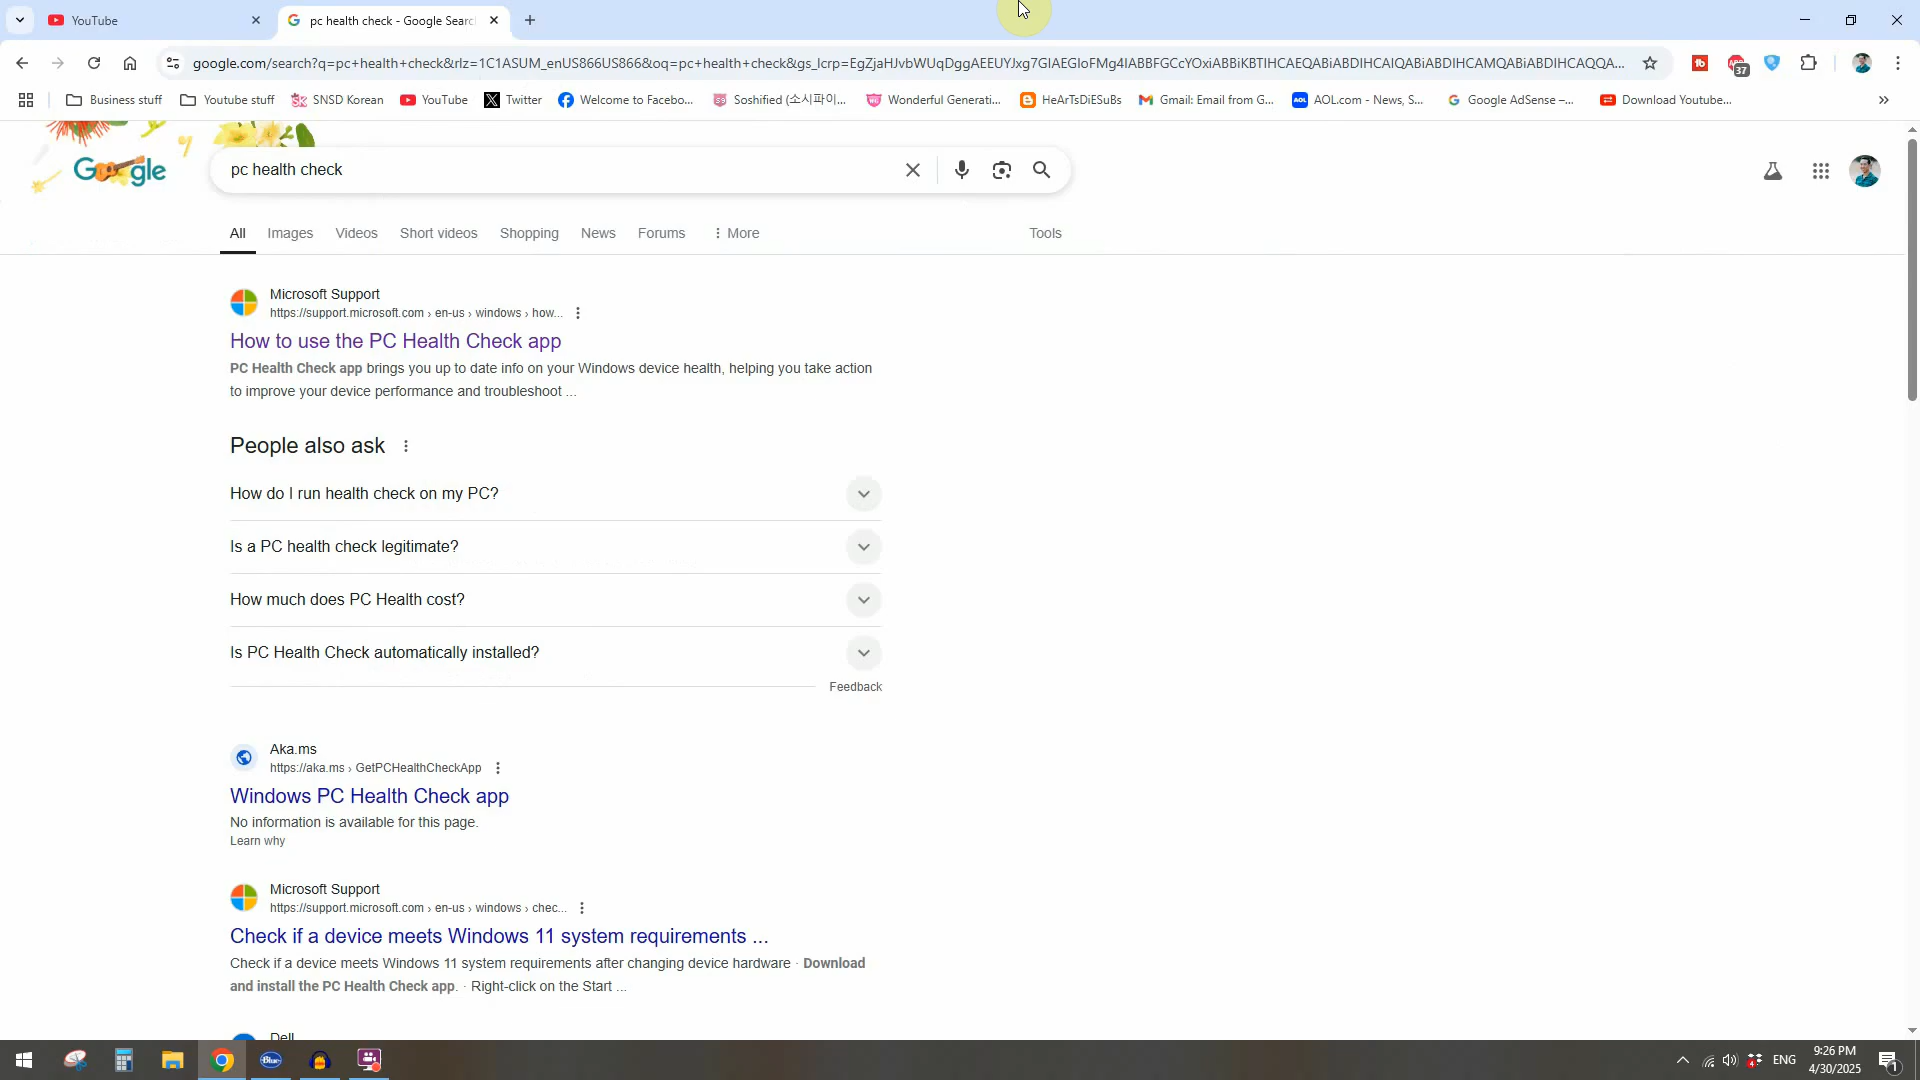 YouTube
pc health check - Google Searc
google.com/search?q=pc+health+check&rlz=1C1ASUM_enUS866US866&oq=pc+health+check&gs_lcrp=EgZjaHJvbWUqDggAEEUYJxg7GIAEGIoFMg4IABBFGCcYOxiABBiKBTIHCAEQABiABDIHCAIQABiABDIHCAMQABiABDIHCAQQA...
37
Business stuff
Youtube stuff
SNSD Korean
YouTube
Twitter
Welcome to Facebo...
Soshified (소시파이...
Wonderful Generati...
HeArTsDiESuBs
Gmail: Email from G...
AOL.com - News, S...
Google AdSense –...
Download Youtube...
Google
pc health check
All
Images
Videos
Short videos
Shopping
News
Forums
More
Tools
Microsoft Support
https://support.microsoft.com › en-us › windows › how...
How to use the PC Health Check app
PC Health Check app brings you up to date info on your Windows device health, helping you take action
to improve your device performance and troubleshoot ...
People also ask
How do I run health check on my PC?
Is a PC health check legitimate?
How much does PC Health cost?
Is PC Health Check automatically installed?
Feedback
Aka.ms
https://aka.ms › GetPCHealthCheckApp
Windows PC Health Check app
No information is available for this page.
Learn why
Microsoft Support
https://support.microsoft.com › en-us › windows › chec...
Check if a device meets Windows 11 system requirements ...
Check if a device meets Windows 11 system requirements after changing device hardware · Download
and install the PC Health Check app. · Right-click on the Start ...
Dell
Blue
ENG
9:26 PM
4/30/2025
1